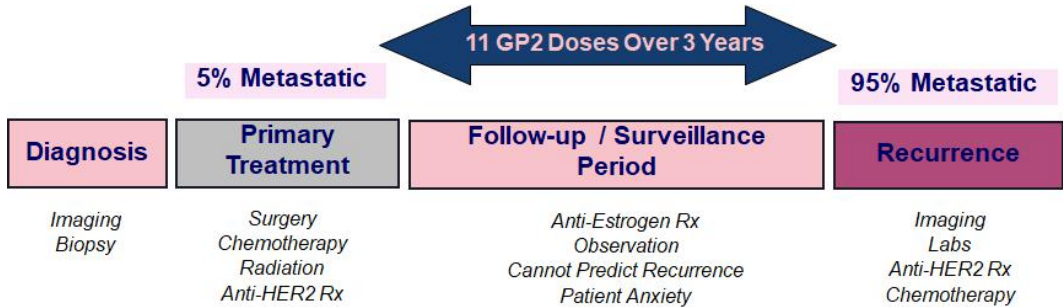 11 GP2 Doses Over 3 Years
5% Metastatic
95% Metastatic
Diagnosis
Primary
Treatment
Follow-up / Surveillance
Period
Recurrence
Imaging
Biopsy
Surgery
Chemotherapy
Radiation
Anti-HER2 Rx
Anti-Estrogen Rx
Observation
Cannot Predict Recurrence
Patient Anxiety
Imaging
Labs
Anti-HER2 Rx
Chemotherapy